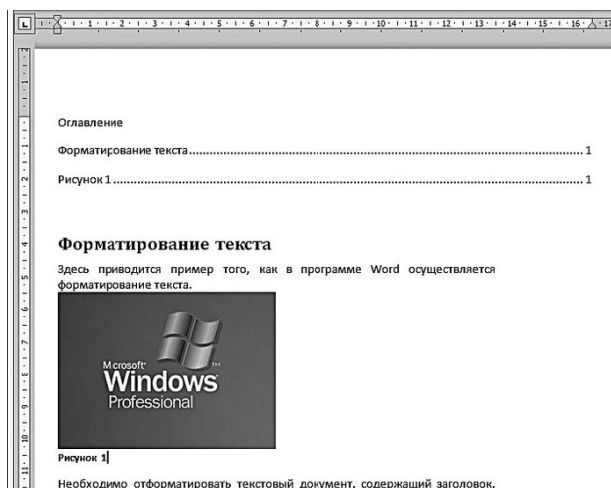 Оглавление
Форматирование текста 1
Рисунок 1 1
Форматирование текста
Здесь приводится пример того, как в программе Word осуществляется
форматирование текста.
Microsoft
Windows
Professional
Рисунок 1
Необходимо отформатировать текстовый документ, содержащий заголовок,